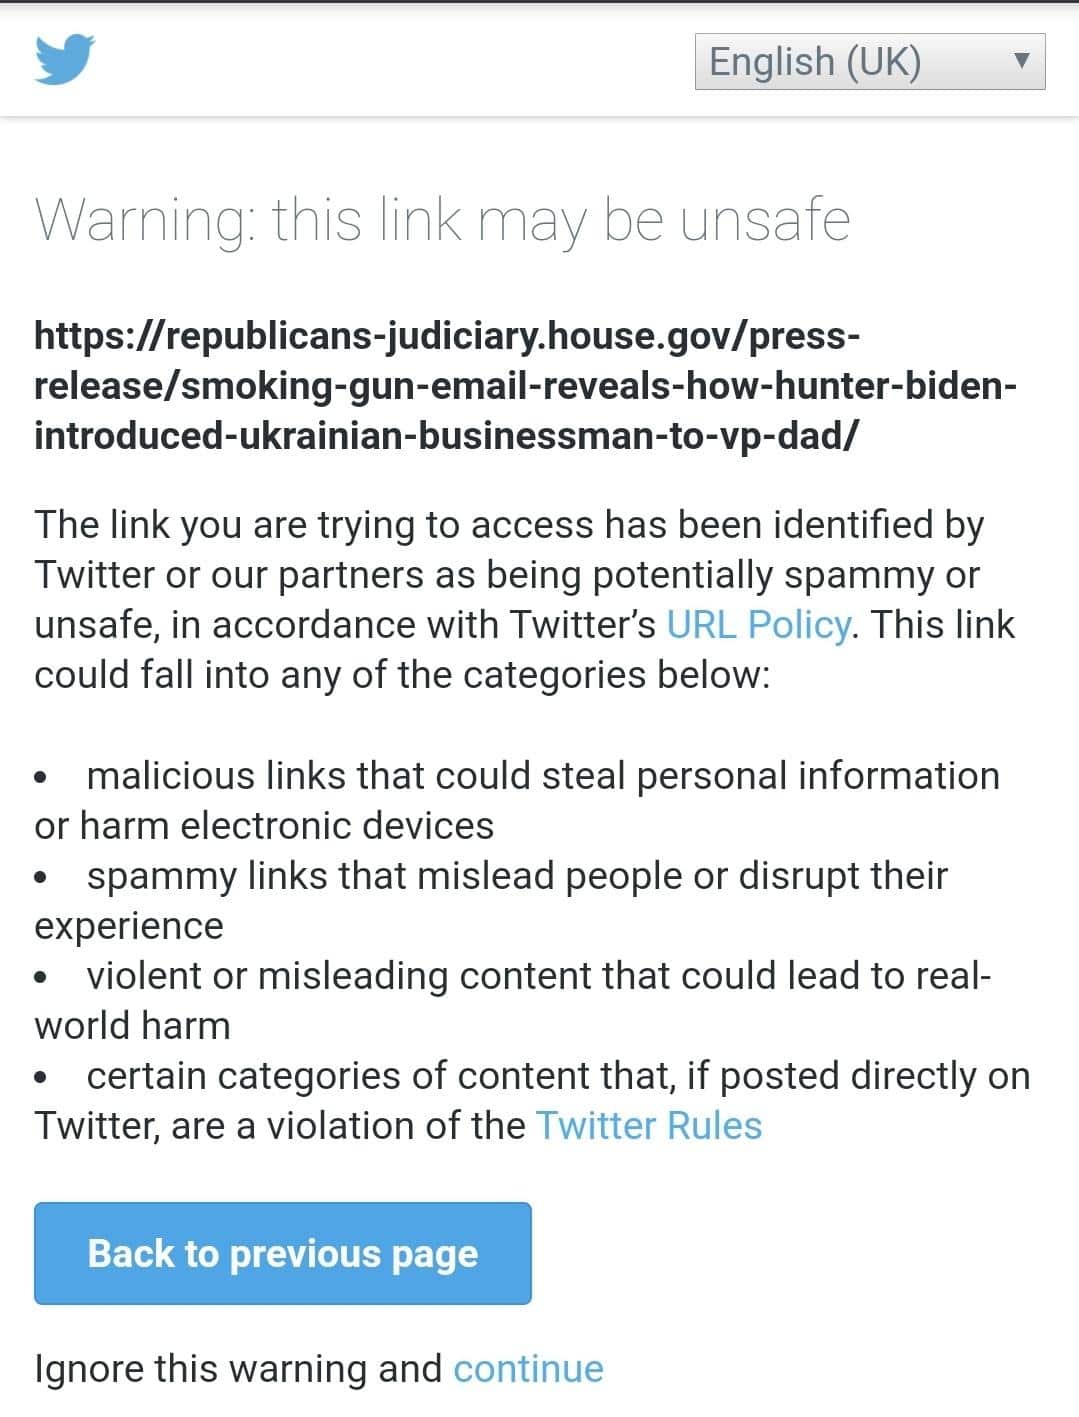 English (UK)
Warning: this link may be unsafe
https://republicans-judiciary.house.gov/press-
release/smoking-gun-email-reveals-how-hunter-biden-
introduced-ukrainian-businessman-to-vp-dad/
The link you are trying to access has been identified by
Twitter or our partners as being potentially spammy or
unsafe, in accordance with Twitter’s URL Policy. This link
could fall into any of the categories below:
• malicious links that could steal personal information
or harm electronic devices
• spammy links that mislead people or disrupt their
experience
• violent or misleading content that could lead to real-
world harm
• certain categories of content that, if posted directly on
Twitter, are a violation of the Twitter Rules
Back to previous page
Ignore this warning and continue